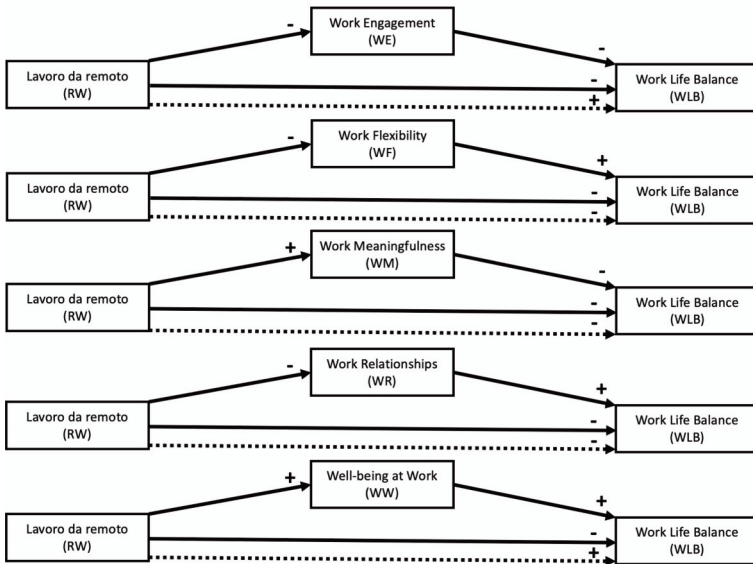 -
Work Engagement
(WE)
-
Lavoro da remoto
(RW)
-
+
Work Life Balance
(WLB)
-
Work Flexibility
(WF)
+
Lavoro da remoto
(RW)
-
-
Work Life Balance
(WLB)
+
Work Meaningfulness
(WM)
-
Lavoro da remoto
(RW)
-
-
Work Life Balance
(WLB)
-
Work Relationships
(WR)
+
Lavoro da remoto
(RW)
-
-
Work Life Balance
(WLB)
+
Well-being at Work
(WW)
+
Lavoro da remoto
(RW)
-
+
Work Life Balance
(WLB)